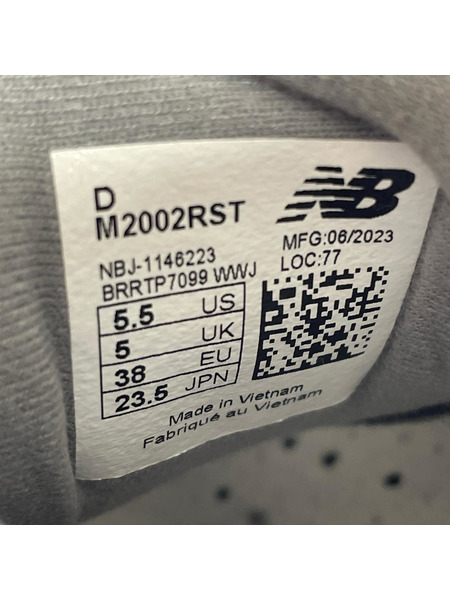 D
M2002RST
NB
MFG:06/2023
LOC:77
NBJ-1146223
BRRTP7099 WWJ
5.5 US
5 UK
38 EU
23.5 JPN
Made in Vietnam
Fabriqué au Vietnam